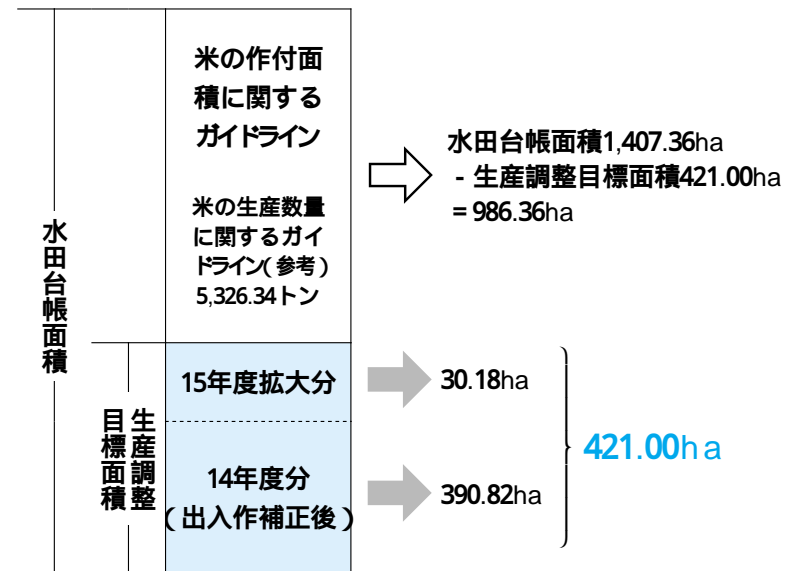 水田台帳面積
米の作付面
積に関する
ガイドライン
米の生産数量
に関するガイ
ドライン(参考)
5,326.34トン
水田台帳面積1,407.36ha
- 生産調整目標面積421.00ha
= 986.36ha
生産調整
目標面積
15年度拡大分
30.18ha
14年度分
(出入作補正後)
390.82ha
421.00ha